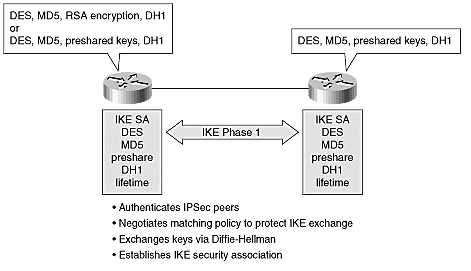 DES, MD5, RSA encryption, DH1
or
DES, MD5, preshared keys, DH1
DES, MD5, preshared keys, DH1
IKE SA
DES
MD5
preshare
DH1
lifetime
IKE Phase 1
IKE SA
DES
MD5
preshare
DH1
lifetime
• Authenticates IPSec peers
• Negotiates matching policy to protect IKE exchange
• Exchanges keys via Diffie-Hellman
• Establishes IKE security association